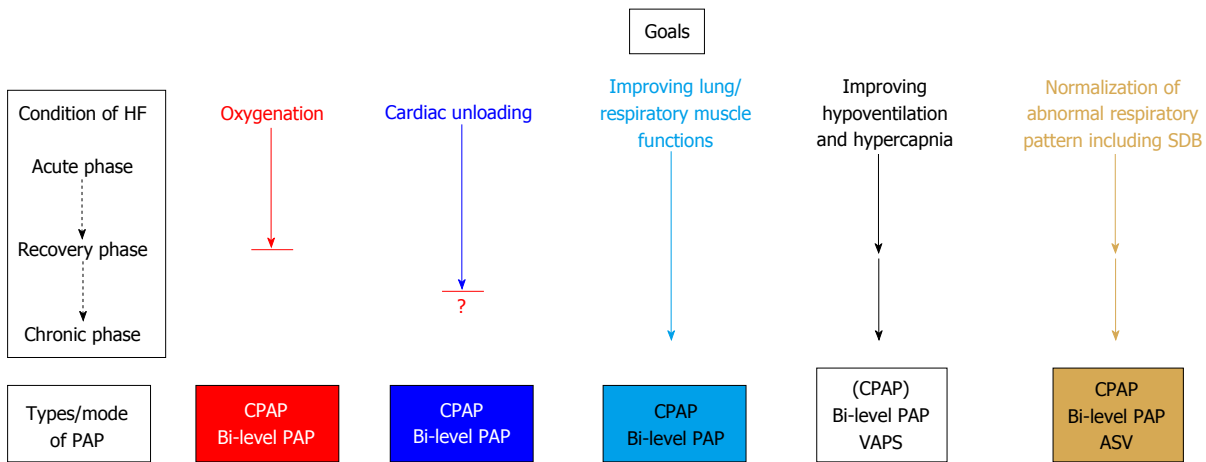 Goals
Condition of HF
Acute phase
Recovery phase
Chronic phase
Oxygenation
Cardiac unloading
?
Improving lung/
respiratory muscle
functions
Improving
hypoventilation
and hypercapnia
Normalization of
abnormal respiratory
pattern including SDB
Types/mode
of PAP
CPAP
Bi-level PAP
CPAP
Bi-level PAP
CPAP
Bi-level PAP
(CPAP)
Bi-level PAP
VAPS
CPAP
Bi-level PAP
ASV